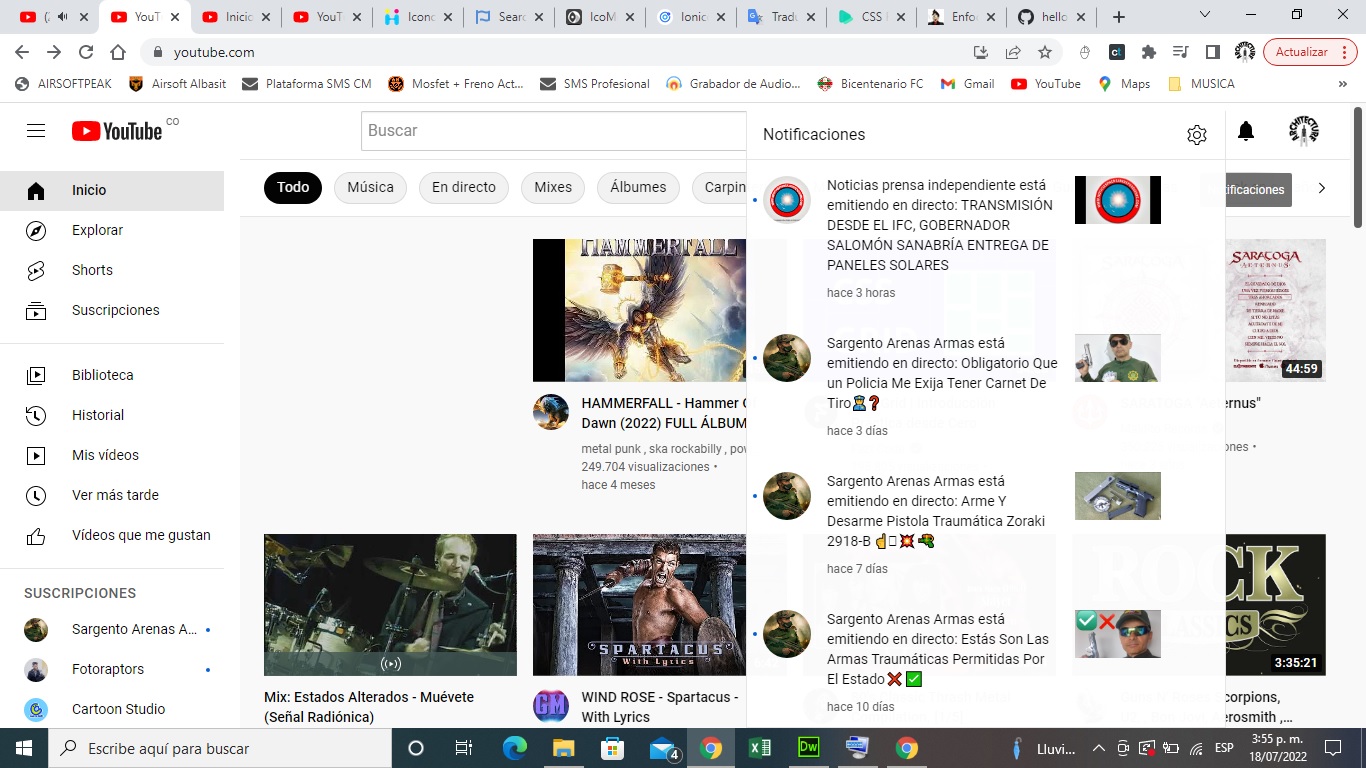 (2
YouT
Inicio
YouT
Icono
Searc
IcoM
Ionic
Tradu
CSS
Enfo
hello
youtube.com
Actualizar
AIRSOFTPEAK
Airsoft Albasit
Plataforma SMS CM
Mosfet + Freno Act...
SMS Profesional
Grabador de Audio...
Bicentenario FC
Gmail
YouTube
Maps
MUSICA
»
YouTube CO
Buscar
Notificaciones
ARCHITECTURE
Inicio
Explorar
Shorts
Suscripciones
Biblioteca
Historial
Mis vídeos
Ver más tarde
Vídeos que me gustan
SUSCRIPCIONES
Sargento Arenas A...
Fotoraptors
Cartoon Studio
Todo
Música
En directo
Mixes
Álbumes
Carpin
tificaciones
HAMMERFALL
HAMMERFALL - Hammer O
Dawn (2022) FULL ÁLBUM
metal punk , ska rockabilly , pow
249.704 visualizaciones •
hace 4 meses
Mix: Estados Alterados - Muévete
(Señal Radiónica)
SPARTACUS
With Lyrics
GM
WIND ROSE - Spartacus -
With Lyrics
Noticias prensa independiente está
emitiendo en directo: TRANSMISIÓN
DESDE EL IFC, GOBERNADOR
SALOMÓN SANABRÍA ENTREGA DE
PANELES SOLARES
hace 3 horas
Sargento Arenas Armas está
emitiendo en directo: Obligatorio Que
un Policia Me Exija Tener Carnet De
Tiro👮❓
hace 3 días
Sargento Arenas Armas está
emitiendo en directo: Arme Y
Desarme Pistola Traumática Zoraki
2918-B ☝️💥🔫
hace 7 días
Sargento Arenas Armas está
emitiendo en directo: Estás Son Las
Armas Traumáticas Permitidas Por
El Estado❌ ✅
hace 10 días
SARATOGA
AETERNUS
44:59
SARATOGA "Aeternus"
ones •
ROCK
CLASSICS
3:35:21
corpions,
erosmith ,...
Escribe aquí para buscar
4
Dw
Lluvi...
ESP
3:55 p. m.
18/07/2022